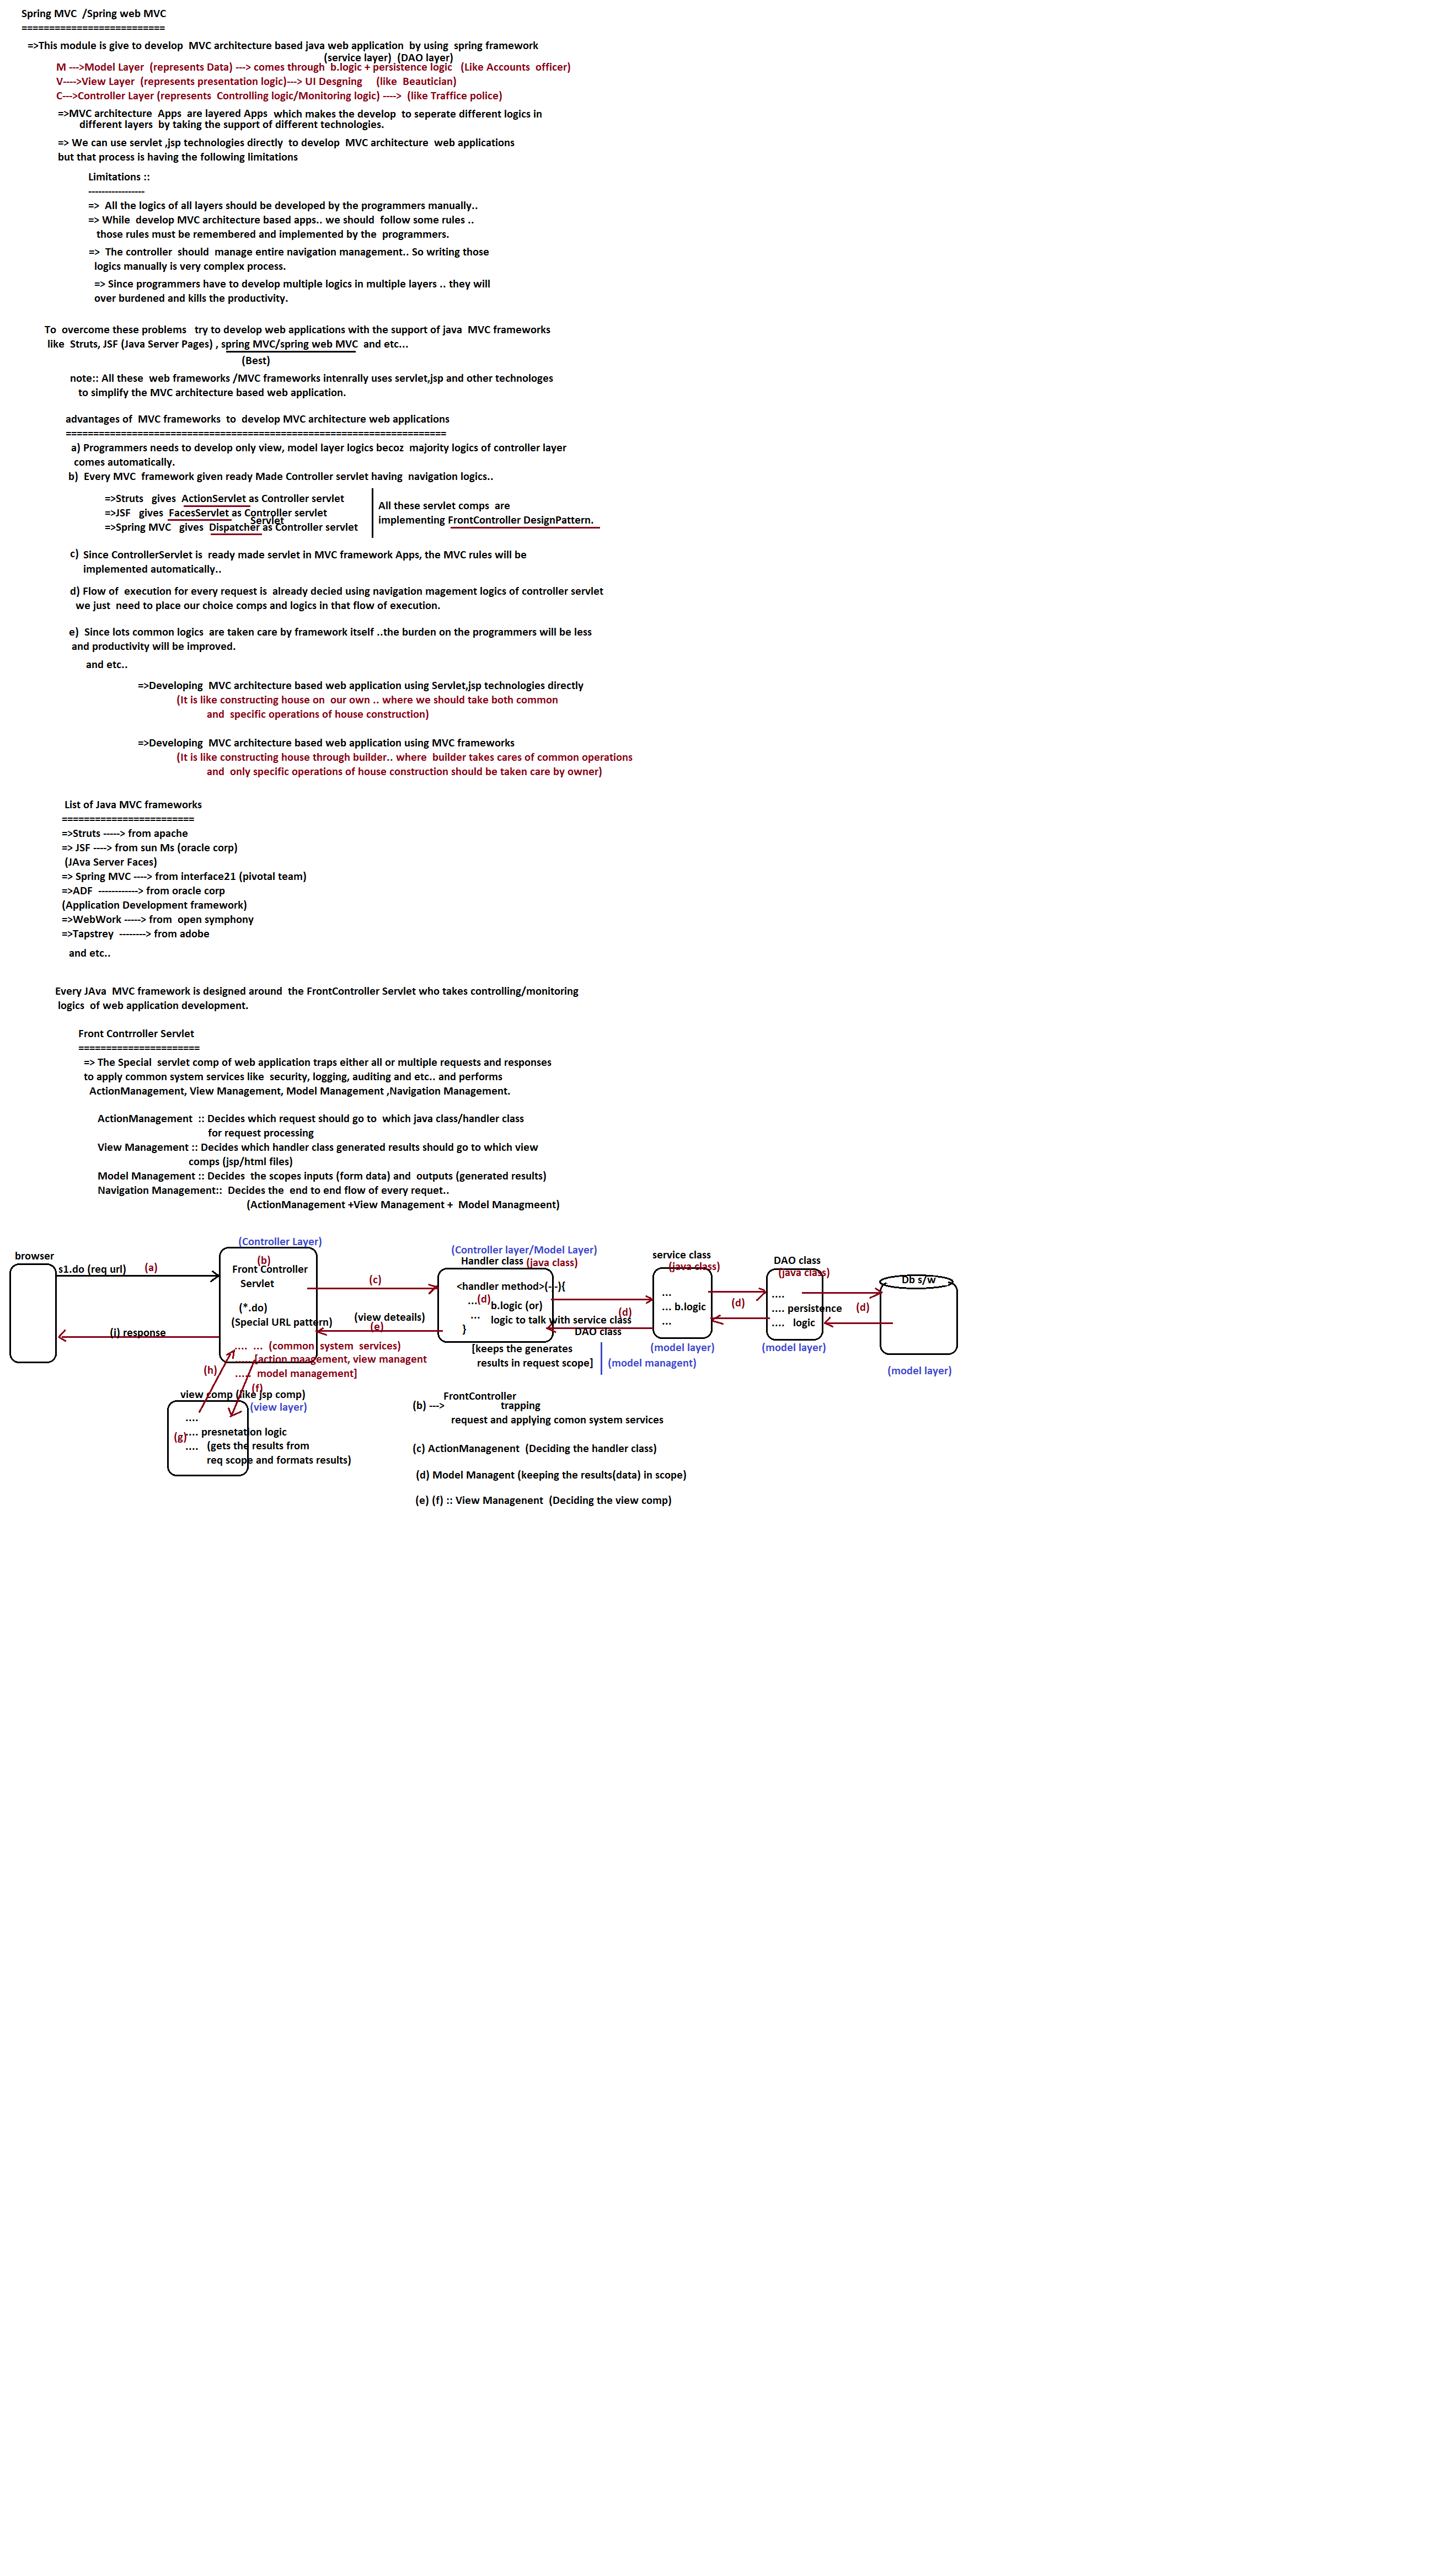 Spring MVC /Spring web MVC
==========================
=>This module is give to develop MVC architecture based java web application by using spring framework
(service layer) (DAO layer)
M --->Model Layer (represents Data) ---> comes through b.logic + persistence logic (Like Accounts officer)
V---->View Layer (represents presentation logic)---> UI Desgning (like Beautician)
C--->Controller Layer (represents Controlling logic/Monitoring logic) ----> (like Traffice police)
=>MVC architecture Apps are layered Apps which makes the develop to seperate different logics in
different layers by taking the support of different technologies.
=> We can use servlet ,jsp technologies directly to develop MVC architecture web applications
but that process is having the following limitations
Limitations ::
-----------------
=> All the logics of all layers should be developed by the programmers manually..
=> While develop MVC architecture based apps.. we should follow some rules ..
those rules must be remembered and implemented by the programmers.
=> The controller should manage entire navigation management.. So writing those
logics manually is very complex process.
=> Since programmers have to develop multiple logics in multiple layers .. they will
over burdened and kills the productivity.
To overcome these problems try to develop web applications with the support of java MVC frameworks
like Struts, JSF (Java Server Pages) , spring MVC/spring web MVC and etc...
(Best)
note:: All these web frameworks /MVC frameworks intenrally uses servlet,jsp and other technologes
to simplify the MVC architecture based web application.
advantages of MVC frameworks to develop MVC architecture web applications
=====================================================================
a) Programmers needs to develop only view, model layer logics becoz majority logics of controller layer
comes automatically.
b) Every MVC framework given ready Made Controller servlet having navigation logics..
=>Struts gives ActionServlet as Controller servlet
=>JSF gives FacesServlet as Controller servlet
Servlet
=>Spring MVC gives Dispatcher as Controller servlet
All these servlet comps are
implementing FrontController DesignPattern.
c) Since ControllerServlet is ready made servlet in MVC framework Apps, the MVC rules will be
implemented automatically..
d) Flow of execution for every request is already decied using navigation magement logics of controller servlet
we just need to place our choice comps and logics in that flow of execution.
e) Since lots common logics are taken care by framework itself ..the burden on the programmers will be less
and productivity will be improved.
and etc..
=>Developing MVC architecture based web application using Servlet,jsp technologies directly
(It is like constructing house on our own .. where we should take both common
and specific operations of house construction)
=>Developing MVC architecture based web application using MVC frameworks
(It is like constructing house through builder.. where builder takes cares of common operations
and only specific operations of house construction should be taken care by owner)
List of Java MVC frameworks
========================
=>Struts -----> from apache
=> JSF ----> from sun Ms (oracle corp)
(JAva Server Faces)
=> Spring MVC ----> from interface21 (pivotal team)
=>ADF ------------> from oracle corp
(Application Development framework)
=>WebWork -----> from open symphony
=>Tapstrey --------> from adobe
and etc..
Every JAva MVC framework is designed around the FrontController Servlet who takes controlling/monitoring
logics of web application development.
Front Contrroller Servlet
======================
=> The Special servlet comp of web application traps either all or multiple requests and responses
to apply common system services like security, logging, auditing and etc.. and performs
ActionManagement, View Management, Model Management ,Navigation Management.
ActionManagement :: Decides which request should go to which java class/handler class
for request processing
View Management :: Decides which handler class generated results should go to which view
comps (jsp/html files)
Model Management :: Decides the scopes inputs (form data) and outputs (generated results)
Navigation Management:: Decides the end to end flow of every requet..
(ActionManagement +View Management + Model Managmeent)
browser
s1.do (req url) (a)
(i) response
(Controller Layer)
(b)
Front Controller
Servlet
(*.do)
(Special URL pattern)
.... ... (common system services)
......[action maagement, view managent
..... model management]
(c)
(view deteails)
(e)
(Controller layer/Model Layer)
Handler class (java class)
<handler method>(---){
...(d) b.logic (or)
... logic to talk with service class
DAO class
}
[keeps the generates
results in request scope]
(model managent)
(d)
service class
(java class)
...
... b.logic
...
(model layer)
(d)
DAO class
(java class)
....
.... persistence
.... logic
(model layer)
(d)
Db s/w
(model layer)
(h)
(f)
view comp (like jsp comp)
(view layer)
....
(g).... presnetation logic
.... (gets the results from
req scope and formats results)
FrontController
(b) ---> trapping
request and applying comon system services
(c) ActionManagenent (Deciding the handler class)
(d) Model Managent (keeping the results(data) in scope)
(e) (f) :: View Managenent (Deciding the view comp)